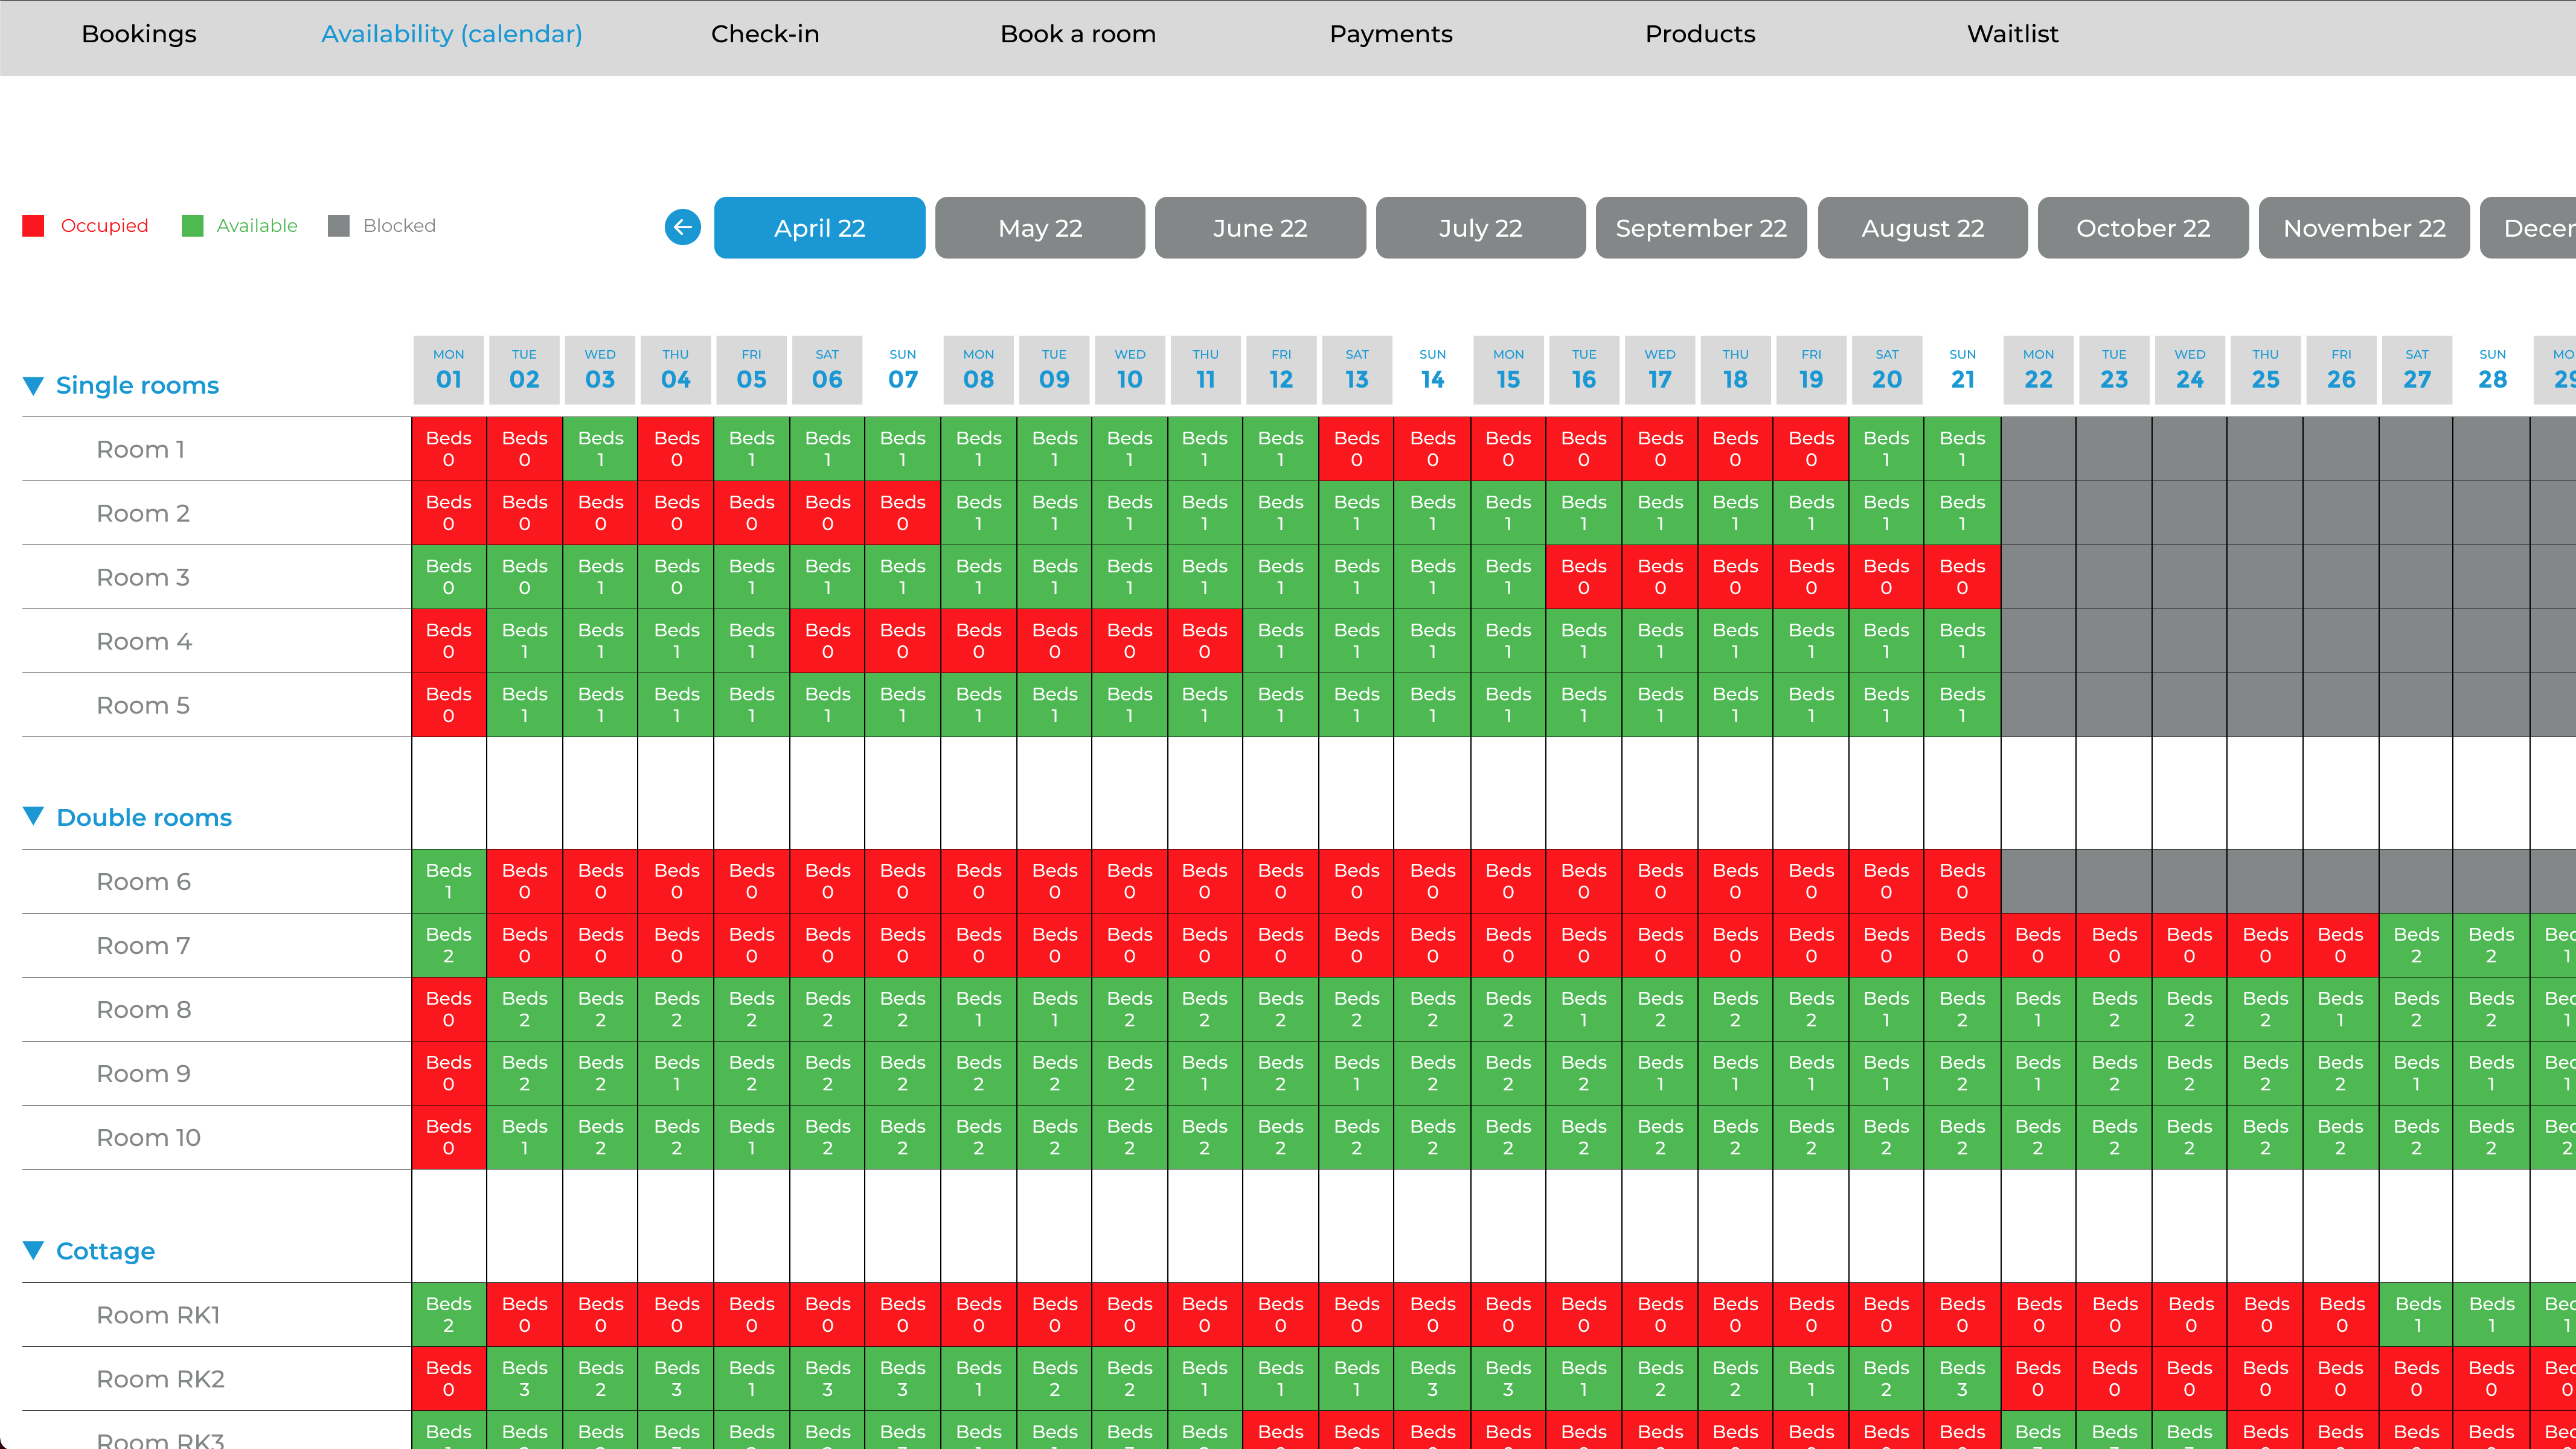 Bookings Availability (calendar) Check-in Book a room Payments Products Waitlist
Occupied Available Blocked
April 22 May 22 June 22 July 22 September 22 August 22 October 22 November 22
MON TUE WED THU FRI SAT SUN MON TUE WED THU FRI SAT SUN MON TUE WED THU FRI SAT SUN MON TUE WED THU FRI SAT SUN
01 02 03 04 05 06 07 08 09 10 11 12 13 14 15 16 17 18 19 20 21 22 23 24 25 26 27 28
Single rooms
Room 1
Beds Beds Beds Beds Beds Beds Beds Beds Beds Beds Beds Beds Beds Beds Beds Beds Beds Beds Beds Beds Beds
0 0 1 0 1 1 1 1 1 1 1 1 0 0 0 0 0 0 0 1 1
Room 2
Beds Beds Beds Beds Beds Beds Beds Beds Beds Beds Beds Beds Beds Beds Beds Beds Beds Beds Beds Beds Beds
0 0 0 0 0 0 0 1 1 1 1 1 1 1 1 1 1 1 1 1 1
Room 3
Beds Beds Beds Beds Beds Beds Beds Beds Beds Beds Beds Beds Beds Beds Beds Beds Beds Beds Beds Beds Beds
0 0 1 0 1 1 1 1 1 1 1 1 1 1 1 0 0 0 0 0 0
Room 4
Beds Beds Beds Beds Beds Beds Beds Beds Beds Beds Beds Beds Beds Beds Beds Beds Beds Beds Beds Beds Beds
0 1 1 1 1 0 0 0 0 0 0 1 1 1 1 1 1 1 1 1 1
Room 5
Beds Beds Beds Beds Beds Beds Beds Beds Beds Beds Beds Beds Beds Beds Beds Beds Beds Beds Beds Beds Beds
0 1 1 1 1 1 1 1 1 1 1 1 1 1 1 1 1 1 1 1 1
Double rooms
Room 6
Beds Beds Beds Beds Beds Beds Beds Beds Beds Beds Beds Beds Beds Beds Beds Beds Beds Beds Beds Beds Beds
1 0 0 0 0 0 0 0 0 0 0 0 0 0 0 0 0 0 0 0 0
Room 7
Beds Beds Beds Beds Beds Beds Beds Beds Beds Beds Beds Beds Beds Beds Beds Beds Beds Beds Beds Beds Beds Beds Beds Beds Beds Beds Beds Beds
2 0 0 0 0 0 0 0 0 0 0 0 0 0 0 0 0 0 0 0 0 0 0 0 0 0 2 2 1
Room 8
Beds Beds Beds Beds Beds Beds Beds Beds Beds Beds Beds Beds Beds Beds Beds Beds Beds Beds Beds Beds Beds Beds Beds Beds Beds Beds Beds Beds
0 2 2 2 2 2 2 1 1 2 2 2 2 2 2 1 2 2 2 1 2 1 2 2 2 1 2 2 1
Room 9
Beds Beds Beds Beds Beds Beds Beds Beds Beds Beds Beds Beds Beds Beds Beds Beds Beds Beds Beds Beds Beds Beds Beds Beds Beds Beds Beds Beds
0 2 2 1 2 2 2 2 2 2 1 2 1 2 2 2 1 1 1 1 2 1 2 2 2 2 1 1 1
Room 10
Beds Beds Beds Beds Beds Beds Beds Beds Beds Beds Beds Beds Beds Beds Beds Beds Beds Beds Beds Beds Beds Beds Beds Beds Beds Beds Beds Beds
0 1 2 2 1 2 2 2 2 2 2 2 2 2 2 2 2 2 2 2 2 2 2 2 2 2 2 2 2
Cottage
Room RK1
Beds Beds Beds Beds Beds Beds Beds Beds Beds Beds Beds Beds Beds Beds Beds Beds Beds Beds Beds Beds Beds Beds Beds Beds Beds Beds Beds Beds
2 0 0 0 0 0 0 0 0 0 0 0 0 0 0 0 0 0 0 0 0 0 0 0 0 0 1 1 1
Room RK2
Beds Beds Beds Beds Beds Beds Beds Beds Beds Beds Beds Beds Beds Beds Beds Beds Beds Beds Beds Beds Beds Beds Beds Beds Beds Beds Beds Beds
0 3 2 3 1 3 3 1 2 2 1 1 1 3 3 1 2 2 1 2 3 0 0 0 0 0 0 0 0
Room RK3
Beds Beds Beds Beds Beds Beds Beds Beds Beds Beds Beds Beds Beds Beds Beds Beds Beds Beds Beds Beds Beds Beds Beds Beds Beds Beds Beds Beds